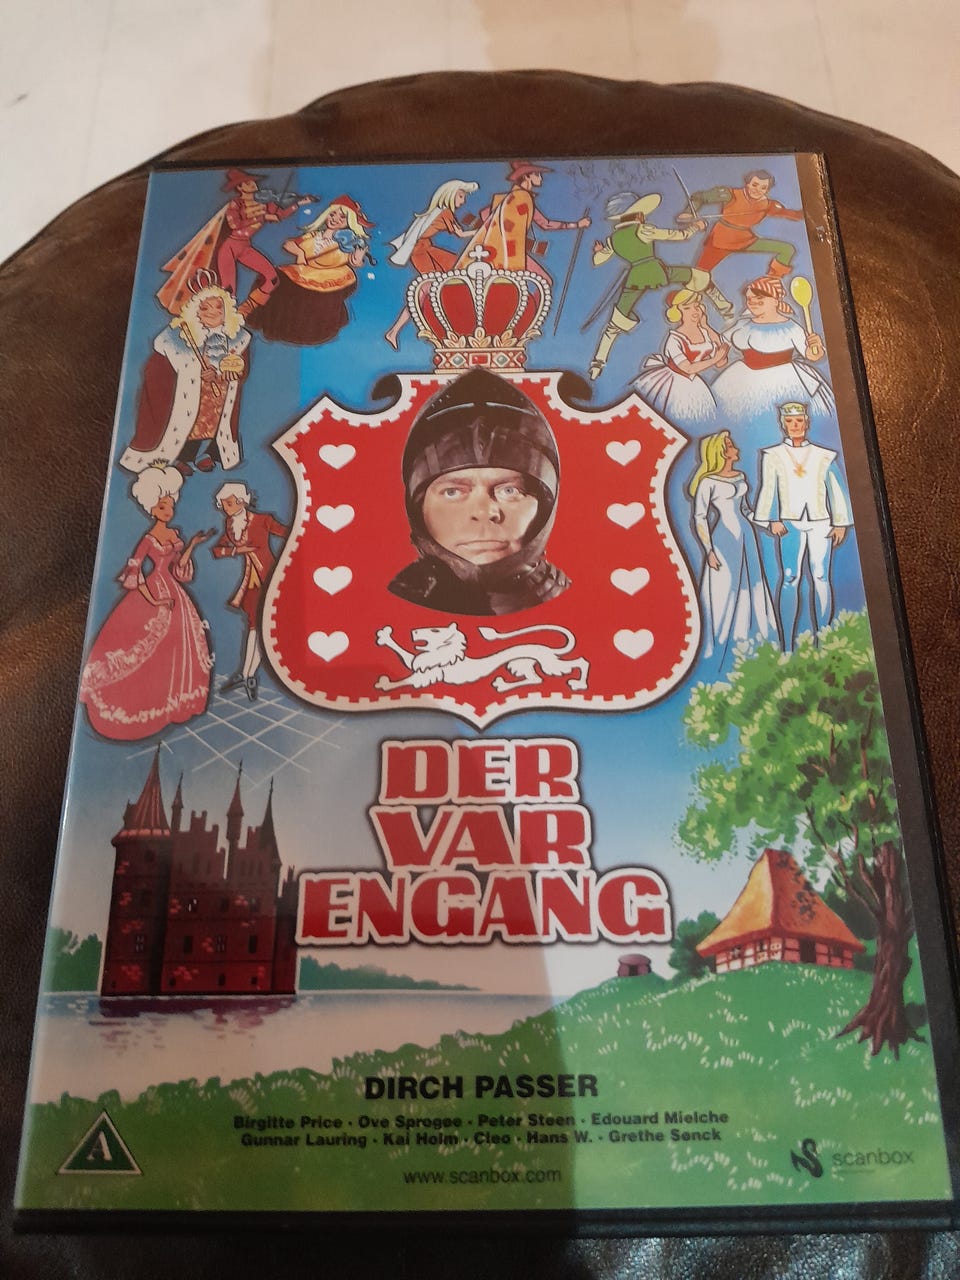 DER
VAR
ENGANG
DIRCH PASSER
Birgitte Price · Ove Sprogøe · Peter Steen · Edouard Mielche
Gunnar Lauring · Kai Holm · Cleo · Hans W. · Grethe Sønck
A
www.scanbox.com
scanbox